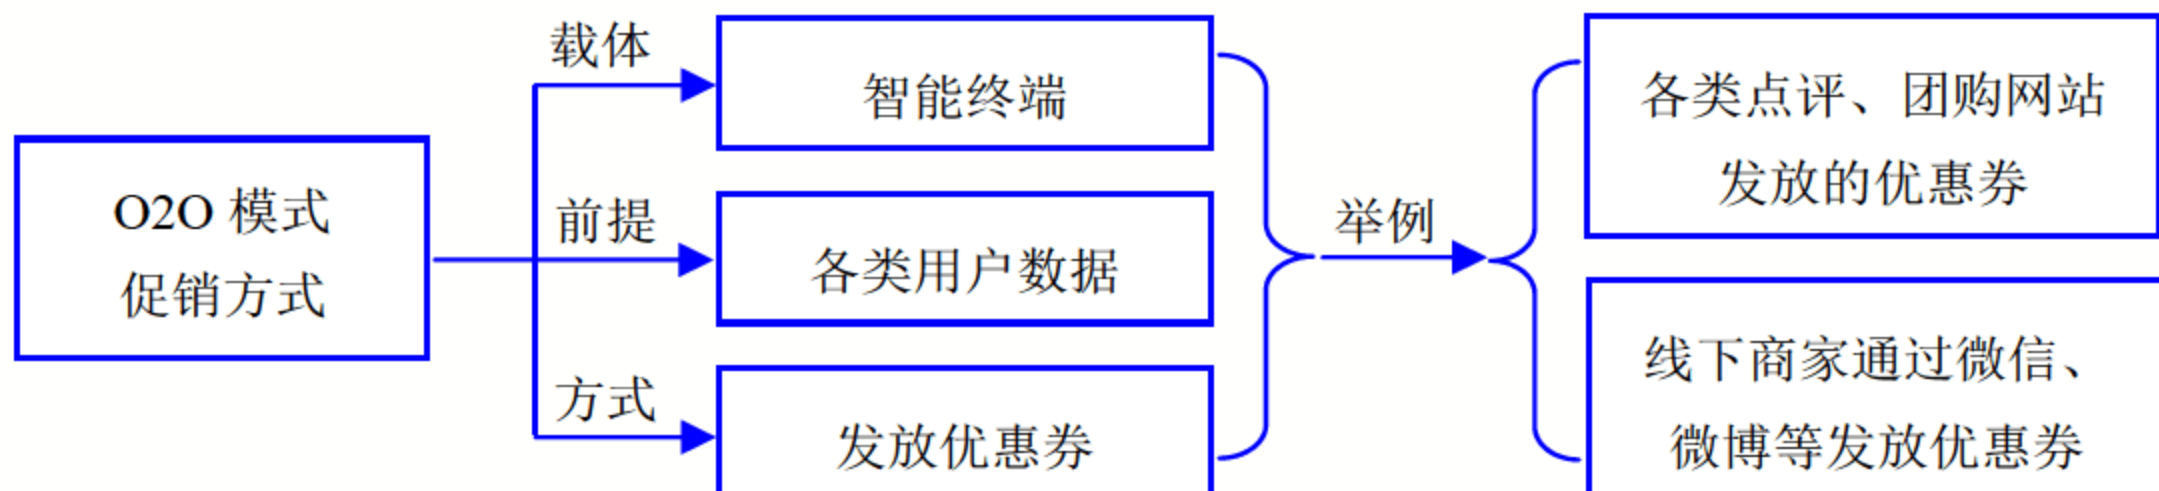 O2O 模式
促销方式
载体
智能终端
前提
各类用户数据
方式
发放优惠券
举例
各类点评、团购网站
发放的优惠券
线下商家通过微信、
微博等发放优惠券